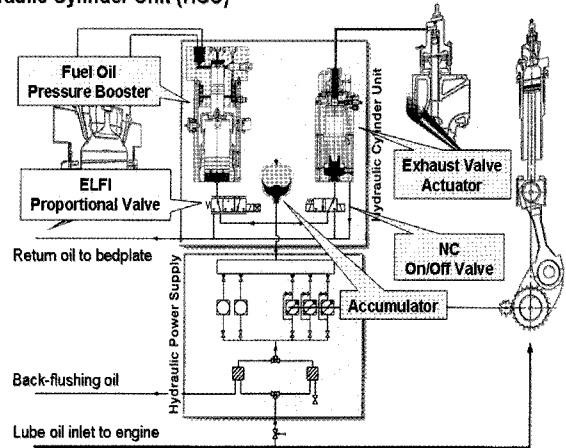 raulic Cylinder Unit (HCU)
Fuel Oil
Pressure Booster
Hydraulic Cylinder Unit
Exhaust Valve
Actuator
ELFI
Proportional Valve
NC
On/Off Valve
Return oil to bedplate
Hydraulic Power Supply
Accumulator
Back-flushing oil
Lube oil inlet to engine